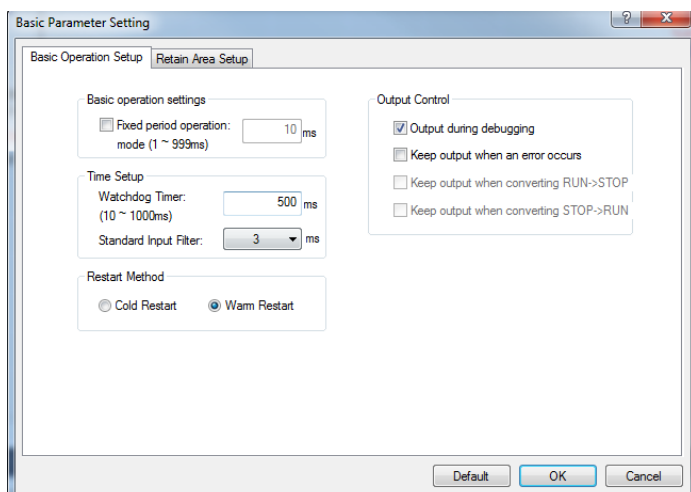 Basic Parameter Setting
Basic Operation Setup
Retain Area Setup
Basic operation settings
Fixed period operation:
mode (1 ~ 999ms)
10 ms
Time Setup
Watchdog Timer:
(10 ~ 1000ms)
500 ms
Standard Input Filter:
3
ms
Restart Method
Cold Restart
Warm Restart
Output Control
Output during debugging
Keep output when an error occurs
Keep output when converting RUN->STOP
Keep output when converting STOP->RUN
Default
OK
Cancel